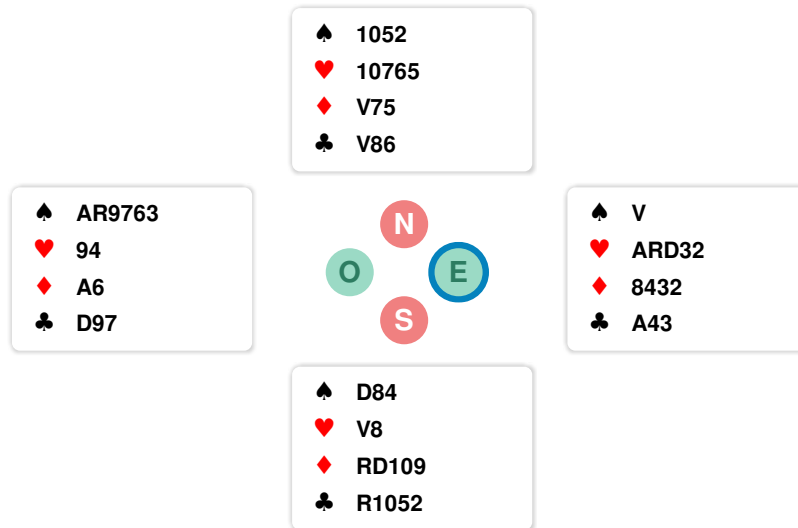 ♠ 1052
♥ 10765
♦ V75
♣ V86
♠ AR9763
♥ 94
♦ A6
♣ D97
N
O E
S
♠ V
♥ ARD32
♦ 8432
♣ A43
♠ D84
♥ V8
♦ RD109
♣ R1052